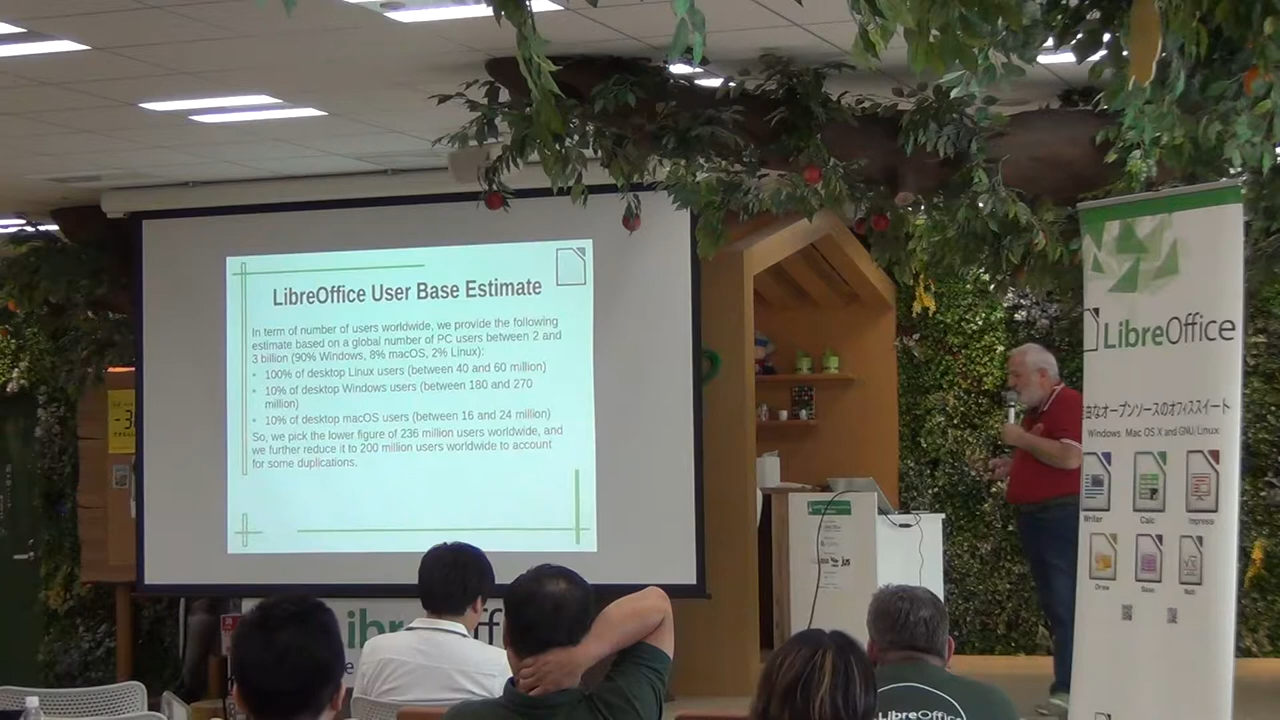 LibreOffice User Base Estimate
In term of number of users worldwide, we provide the following
estimate based on a global number of PC users between 2 and
3 billion (90% Windows, 8% macOS, 2% Linux):
• 100% of desktop Linux users (between 40 and 60 million)
• 10% of desktop Windows users (between 180 and 270
million)
• 10% of desktop macOS users (between 16 and 24 million)
So, we pick the lower figure of 236 million users worldwide, and
we further reduce it to 200 million users worldwide to account
for some duplications.
LibreOffice
由なオープンソースのオフィススイート
Windows, Mac OS X and GNU/Linux
Writer Calc Impress
Draw Base Math
LibreOffice